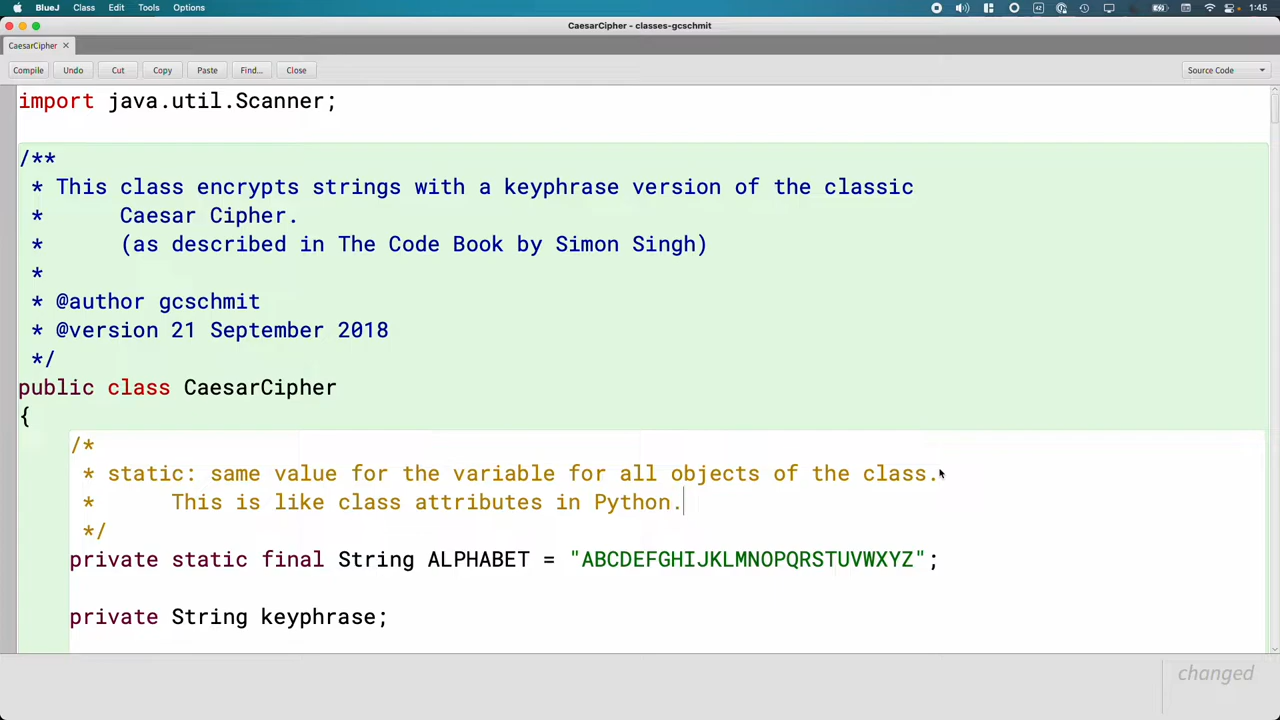 BlueJ Class Edit Tools Options 1:45
CaesarCipher - classes-gcschmit
CaesarCipher
Compile Undo Cut Copy Paste Find... Close Source Code
import java.util.Scanner;
/**
* This class encrypts strings with a keyphrase version of the classic
* Caesar Cipher.
* (as described in The Code Book by Simon Singh)
*
* @author gcschmit
* @version 21 September 2018
*/
public class CaesarCipher
{
/*
* static: same value for the variable for all objects of the class.
* This is like class attributes in Python.
*/
private static final String ALPHABET = "ABCDEFGHIJKLMNOPQRSTUVWXYZ";
private String keyphrase;
changed